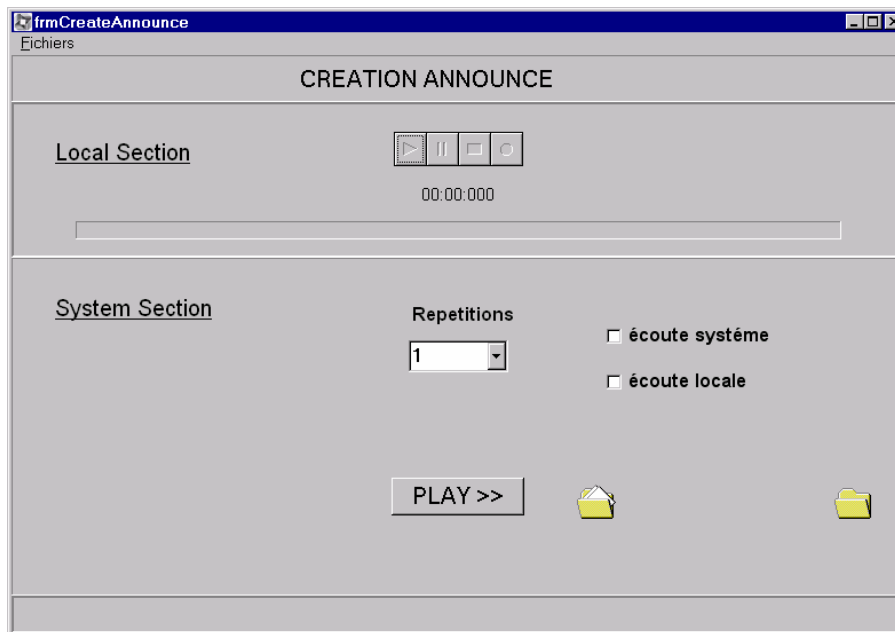 frmCreateAnnounce
Fichiers
CREATION ANNOUNCE
Local Section
00:00:000
System Section
Repetitions
1
écoute systéme
écoute locale
PLAY >>